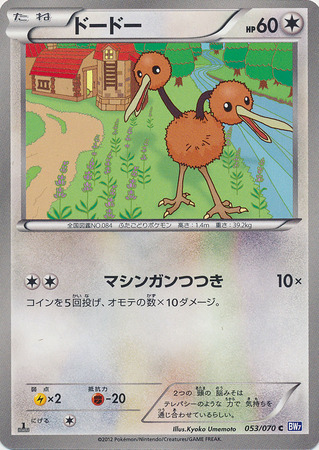 たね
ドードー
HP60
全国図鑑NO.084 ふたごどりポケモン 高さ:1.4m 重さ:39.2kg
マシンガンつつき 10×
コインを5回投げ、オモテの数×10ダメージ。
弱点 ×2
抵抗力 -20
にげる
2つの 頭の 脳みそは
テレパシーのような 力で 気持ちを
通じ合わせているらしい。
1
Illus.Kyoko Umemoto
053/070 C BW7
©2012 Pokémon/Nintendo/Creatures/GAME FREAK.